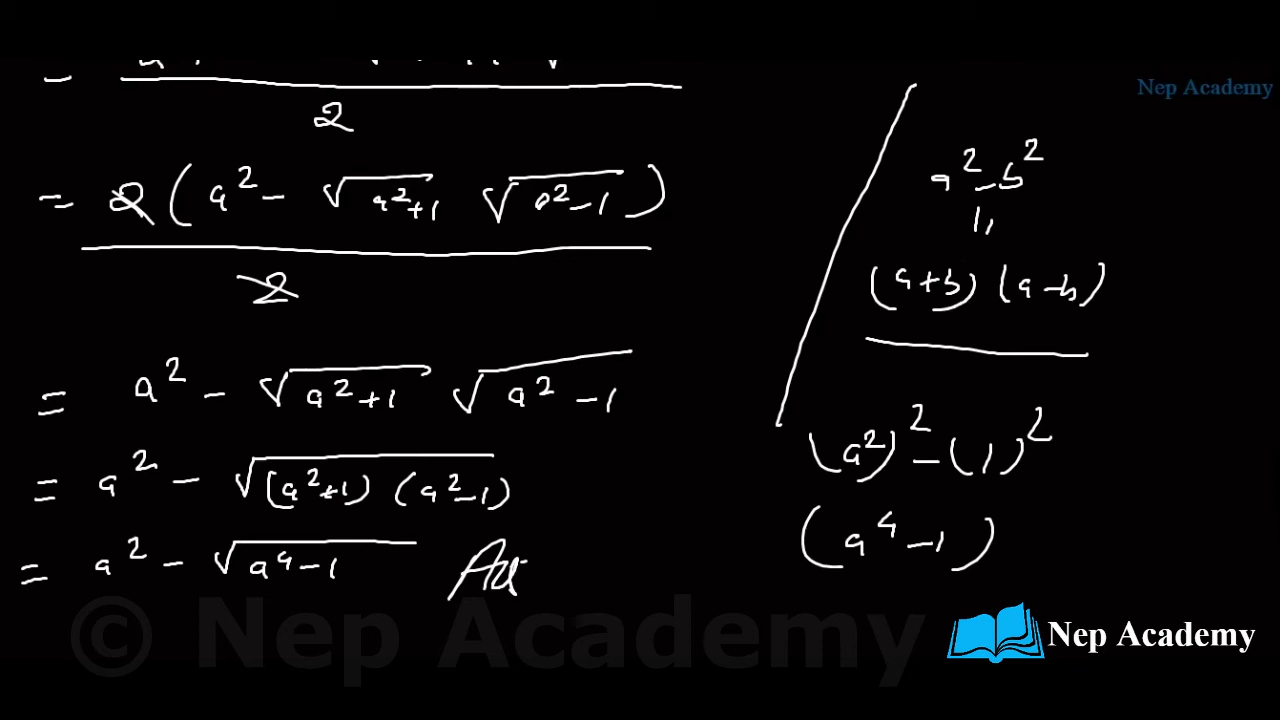 2
= 2 ( a² - √a²+1 √a²-1 )
2
= a² - √a²+1 √a²-1
= a² - √(a²+1) (a²-1)
= a² - √a⁴-1
Nep Academy
a² - b²
(a+b) (a-b)
(a²)² - (1)²
(a⁴-1)
© Nep Academy
Nep Academy